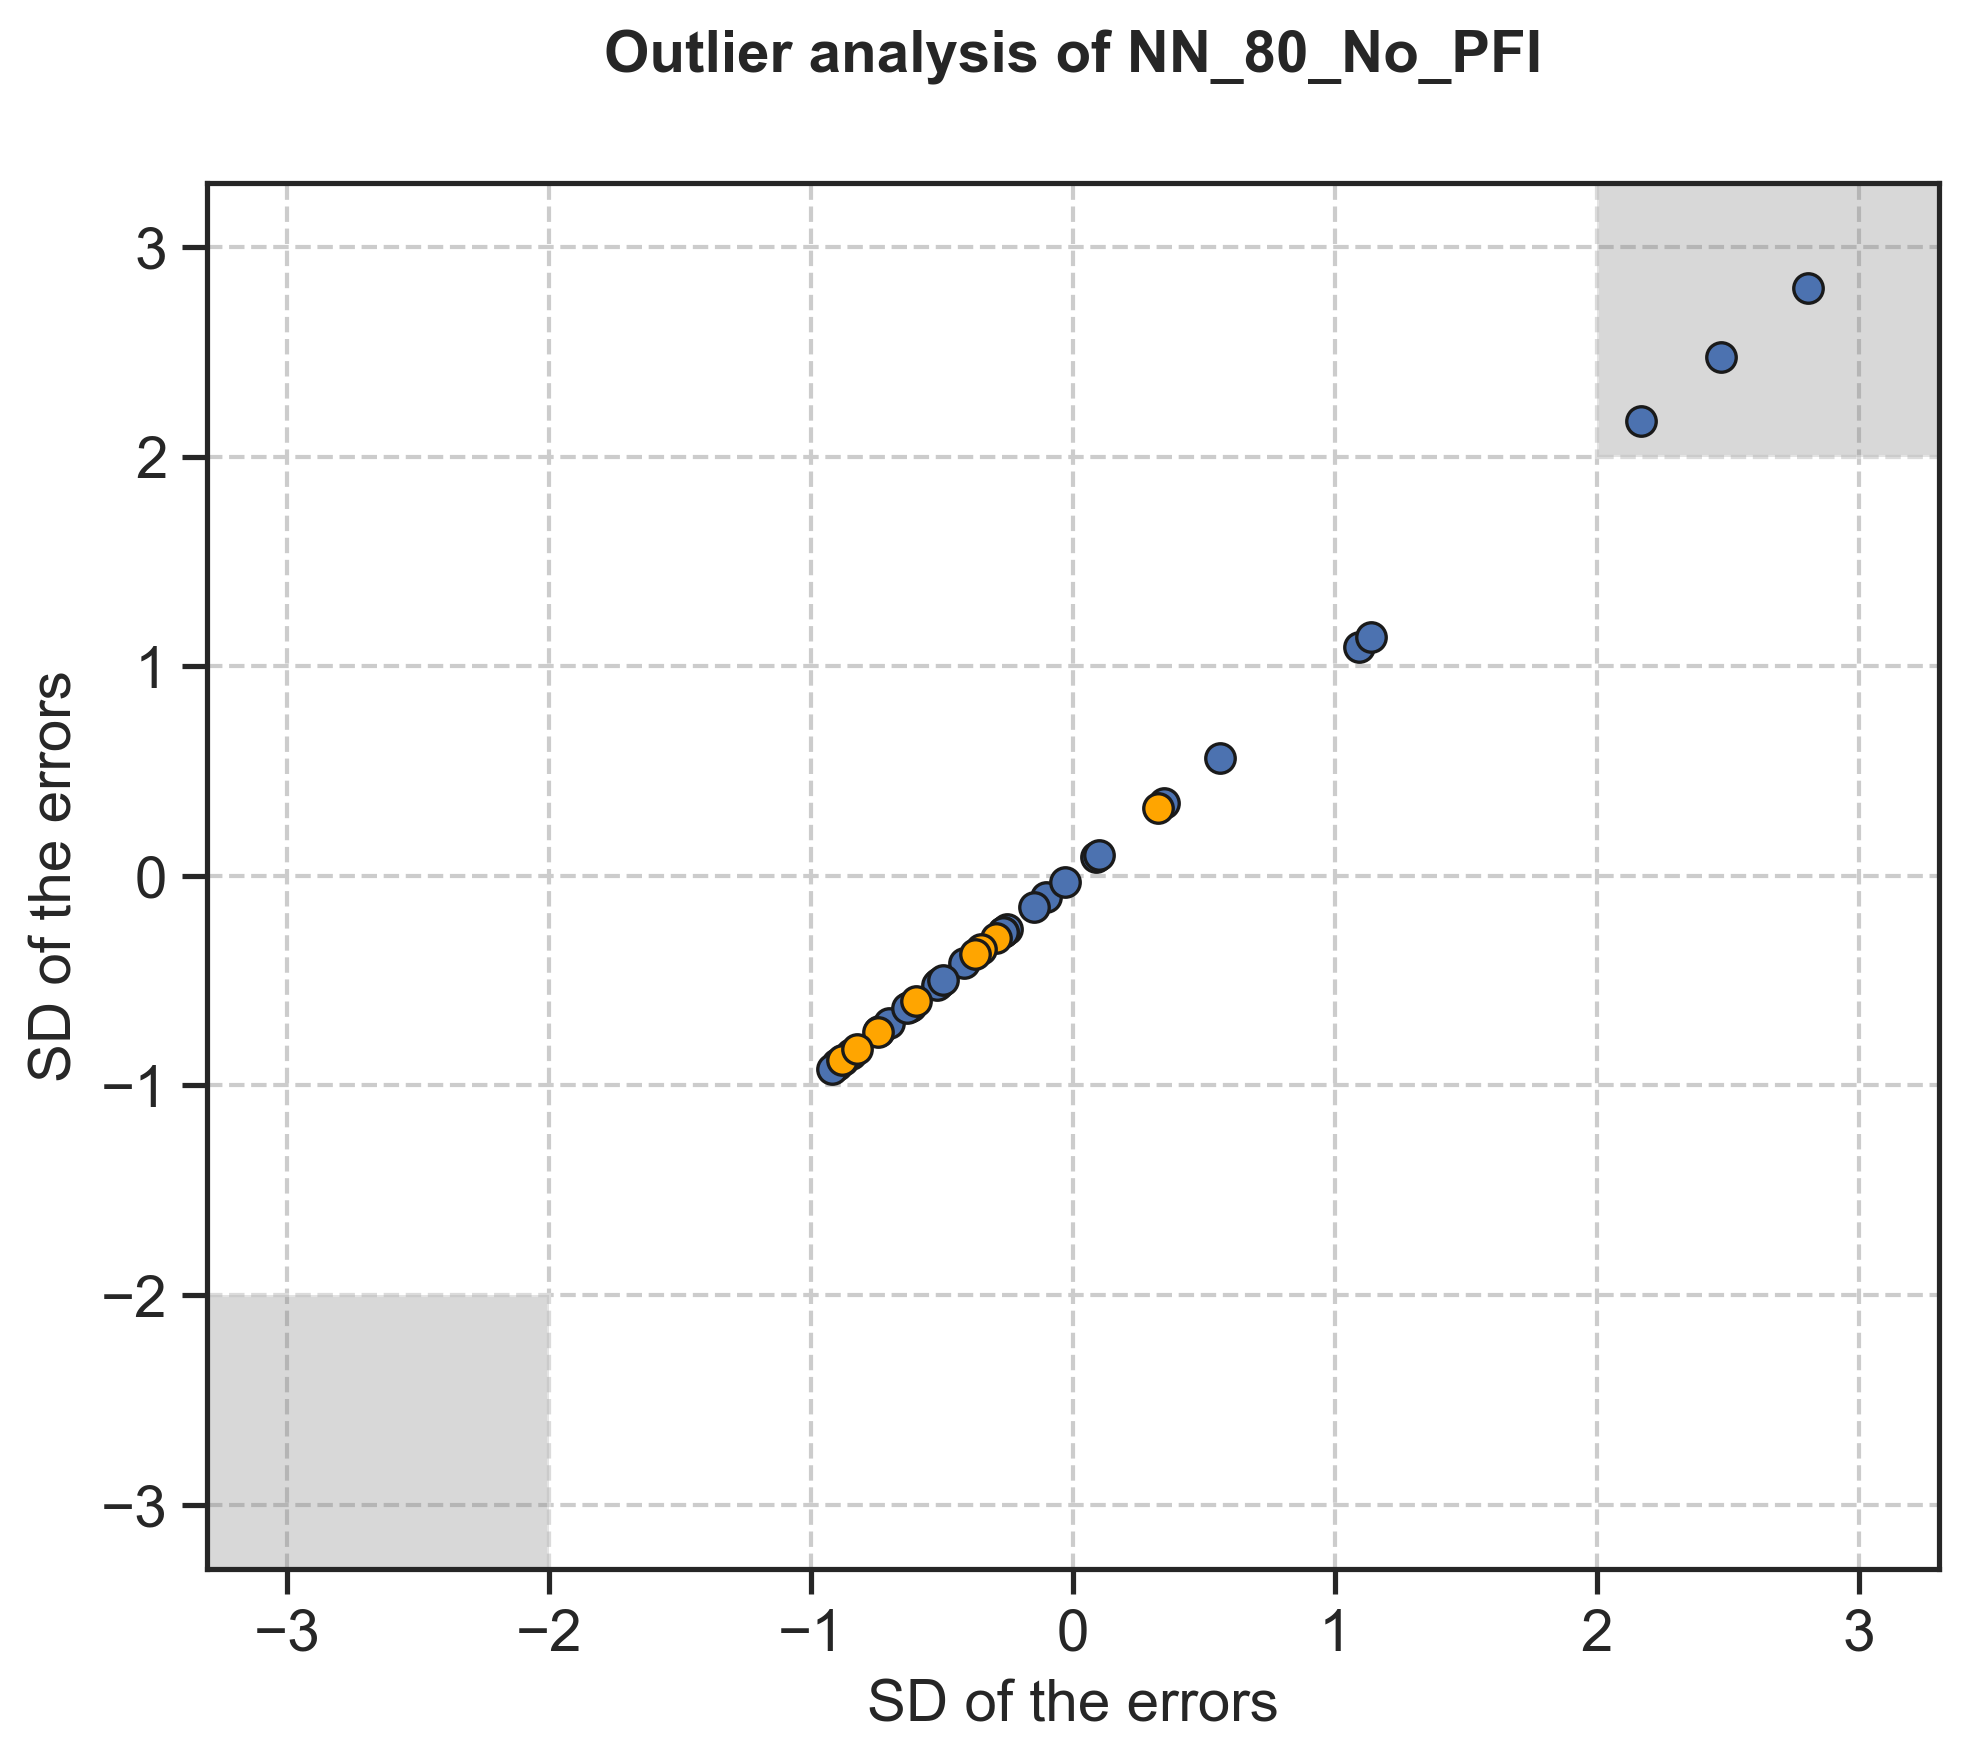 Outlier analysis of NN_80_No_PFI
SD of the errors
3
2
1
0
−1
−2
−3
−3 −2 −1 0 1 2 3
SD of the errors